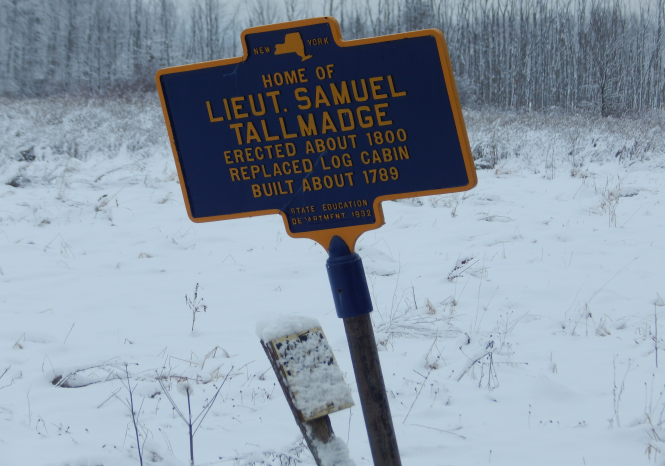 NEW YORK
HOME OF
LIEUT. SAMUEL
TALLMADGE
ERECTED ABOUT 1800
REPLACED LOG CABIN
BUILT ABOUT 1789
STATE EDUCATION
DEPARTMENT 1932